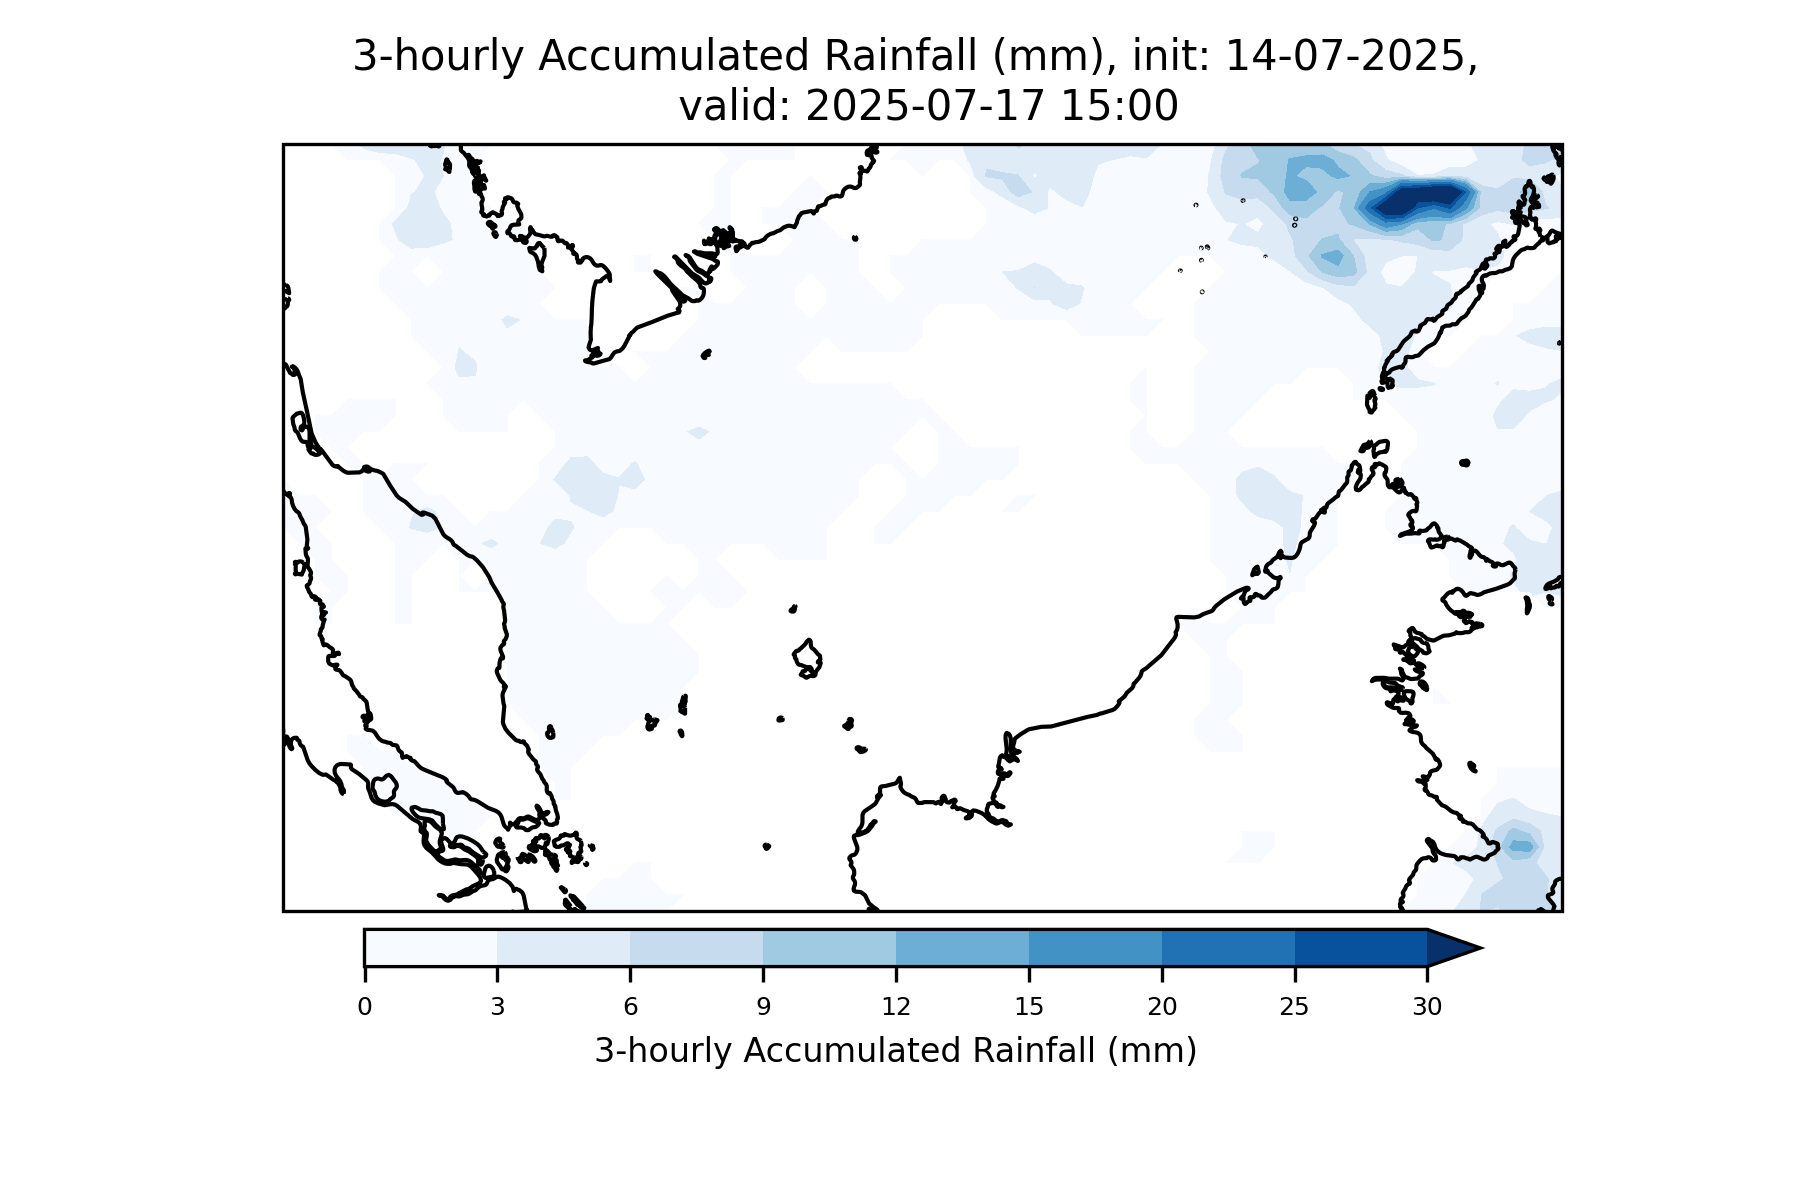 3-hourly Accumulated Rainfall (mm), init: 14-07-2025,
valid: 2025-07-17 15:00
0 3 6 9 12 15 20 25 30
3-hourly Accumulated Rainfall (mm)